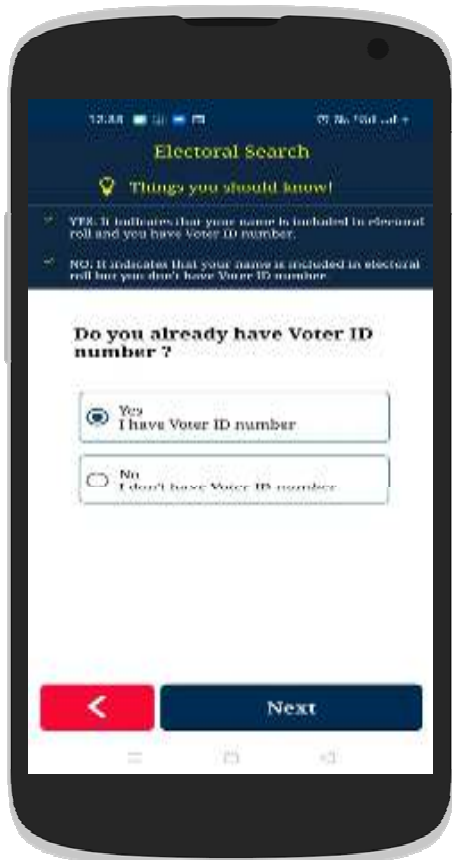 Electoral Search
Things you should know!
YES: It indicates that your name is included in electoral
roll and you have Voter ID number.
NO: It indicates that your name is included in electoral
roll but you don't have Voter ID number
Do you already have Voter ID
number ?
Yes
I have Voter ID number
No
I don't have Voter ID number
Next